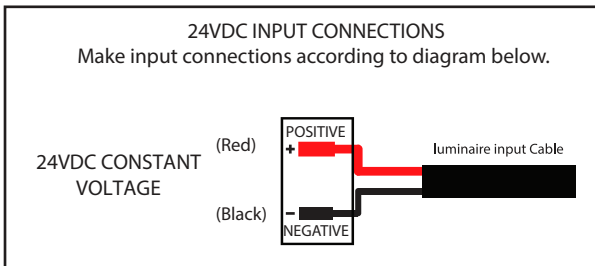 24VDC INPUT CONNECTIONS
Make input connections according to diagram below.
(Red)
POSITIVE
+
luminaire input Cable
24VDC CONSTANT
VOLTAGE
(Black)
−
NEGATIVE